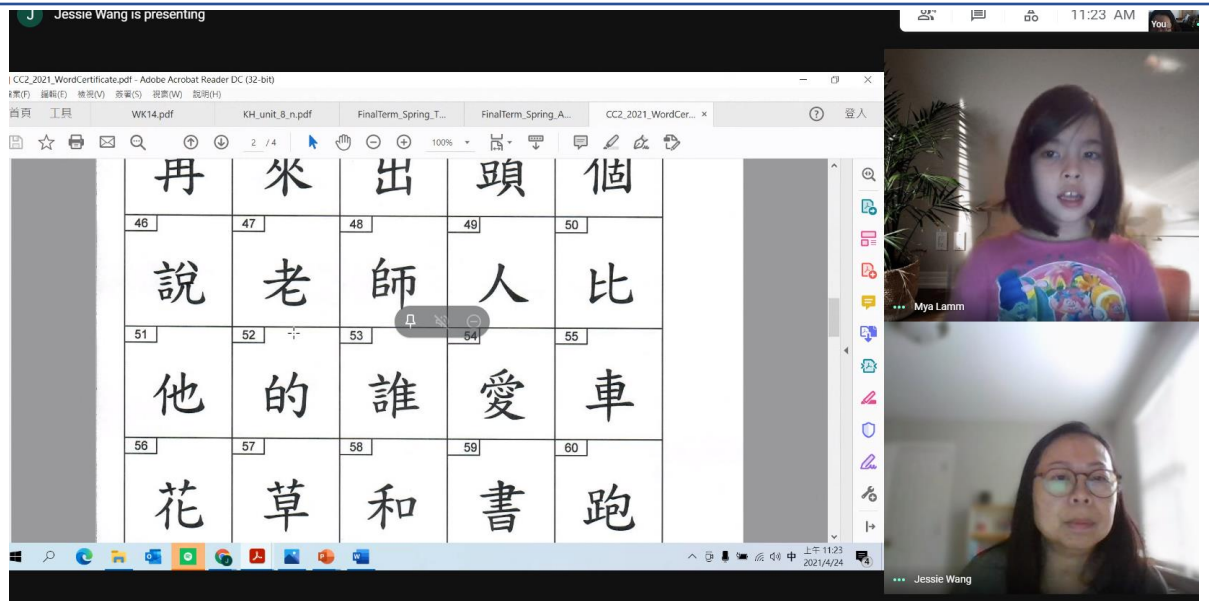 J Jessie Wang is presenting
11:23 AM
You
CC2_2021_WordCertificate.pdf - Adobe Acrobat Reader DC (32-bit)
檔案(F) 編輯(E) 檢視(V) 簽署(S) 視窗(W) 說明(H)
首頁 工具 WK14.pdf KH_unit_8_n.pdf FinalTerm_Spring_T... FinalTerm_Spring_A... CC2_2021_WordCer... × 登入
2 / 4 100%
再 來 出 頭 個
46 47 48 49 50
說 老 師 人 比
51 52 53 54 55
他 的 誰 愛 車
56 57 58 59 60
花 草 和 書 跑
Mya Lamm
中 上午 11:23
2021/4/24
4
Jessie Wang